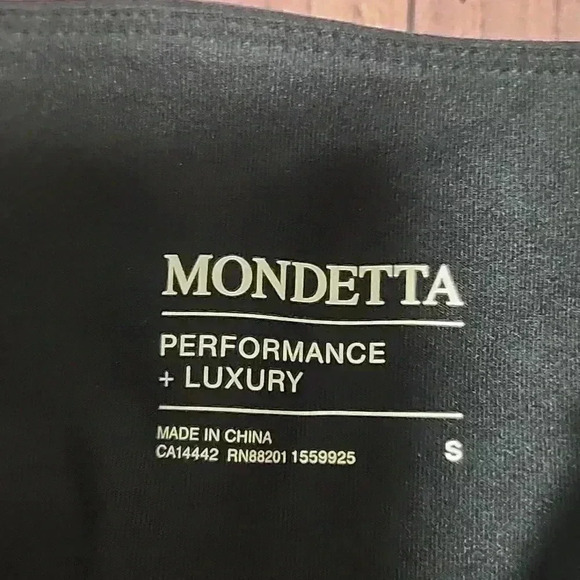 MONDETTA
PERFORMANCE
+ LUXURY
MADE IN CHINA
CA14442 RN88201 1559925
S